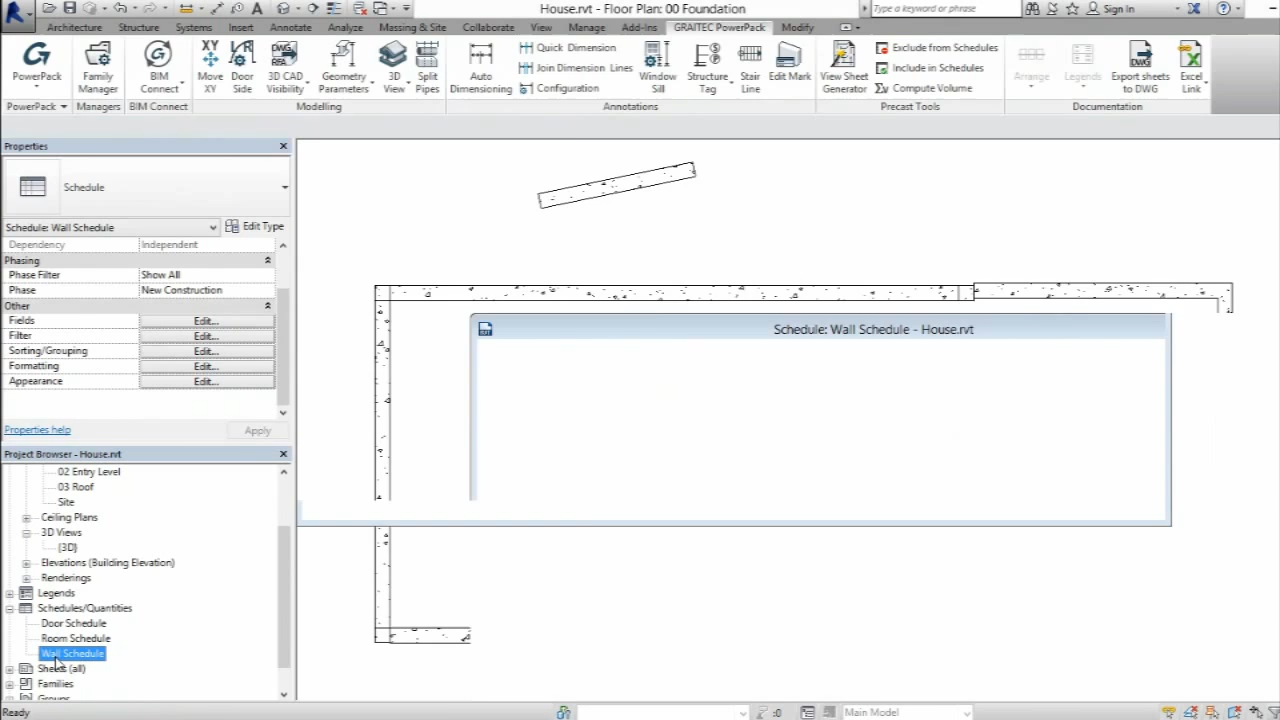 House.rvt - Floor Plan: 00 Foundation
Type a keyword or phrase
Sign In
Architecture Structure Systems Insert Annotate Analyze Massing & Site Collaborate View Manage Add-Ins GRAITEC PowerPack Modify
PowerPack
Family Manager
BIM Connect
Move XY
Door Side
3D CAD Visibility
Geometry Parameters
3D View
Split Pipes
Auto Dimensioning
Quick Dimension
Join Dimension Lines
Configuration
Window Sill
Structure Tag
Stair Line
Edit Mark
View Sheet Generator
Exclude from Schedules
Include in Schedules
Compute Volume
Arrange
Legends
Export sheets to DWG
Excel Link
PowerPack Managers BIM Connect Modelling Annotations Precast Tools Documentation
Properties
Schedule
Schedule: Wall Schedule
Edit Type
Dependency Independent
Phasing
Phase Filter Show All
Phase New Construction
Other
Fields Edit...
Filter Edit...
Sorting/Grouping Edit...
Formatting Edit...
Appearance Edit...
Properties help
Apply
Project Browser - House.rvt
02 Entry Level
03 Roof
Site
Ceiling Plans
3D Views
{3D}
Elevations (Building Elevation)
Renderings
Legends
Schedules/Quantities
Door Schedule
Room Schedule
Wall Schedule
Sheets (all)
Families
Groups
Schedule: Wall Schedule - House.rvt
Ready
:0
Main Model